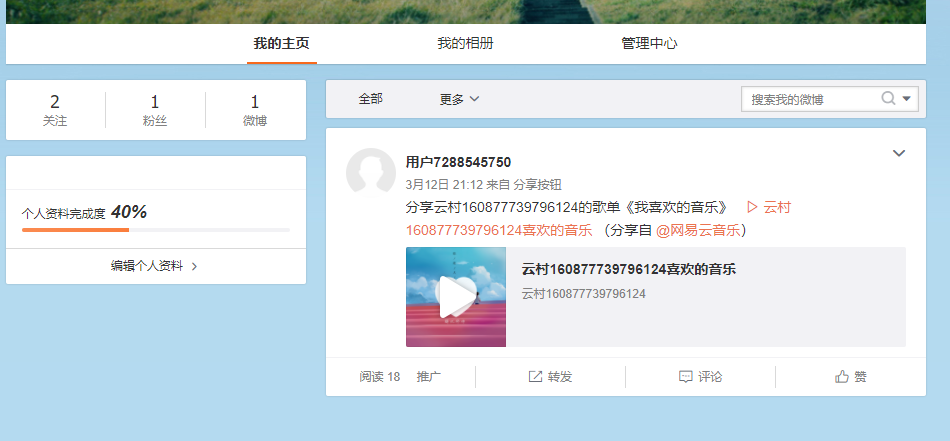 我的主页
我的相册
管理中心
2
关注
1
粉丝
1
微博
个人资料完成度 40%
编辑个人资料
全部
更多
搜索我的微博
用户7288545750
3月12日 21:12 来自 分享按钮
分享云村160877739796124的歌单《我喜欢的音乐》 云村
160877739796124喜欢的音乐 （分享自 @网易云音乐）
云村160877739796124喜欢的音乐
云村160877739796124
阅读 18
推广
转发
评论
赞